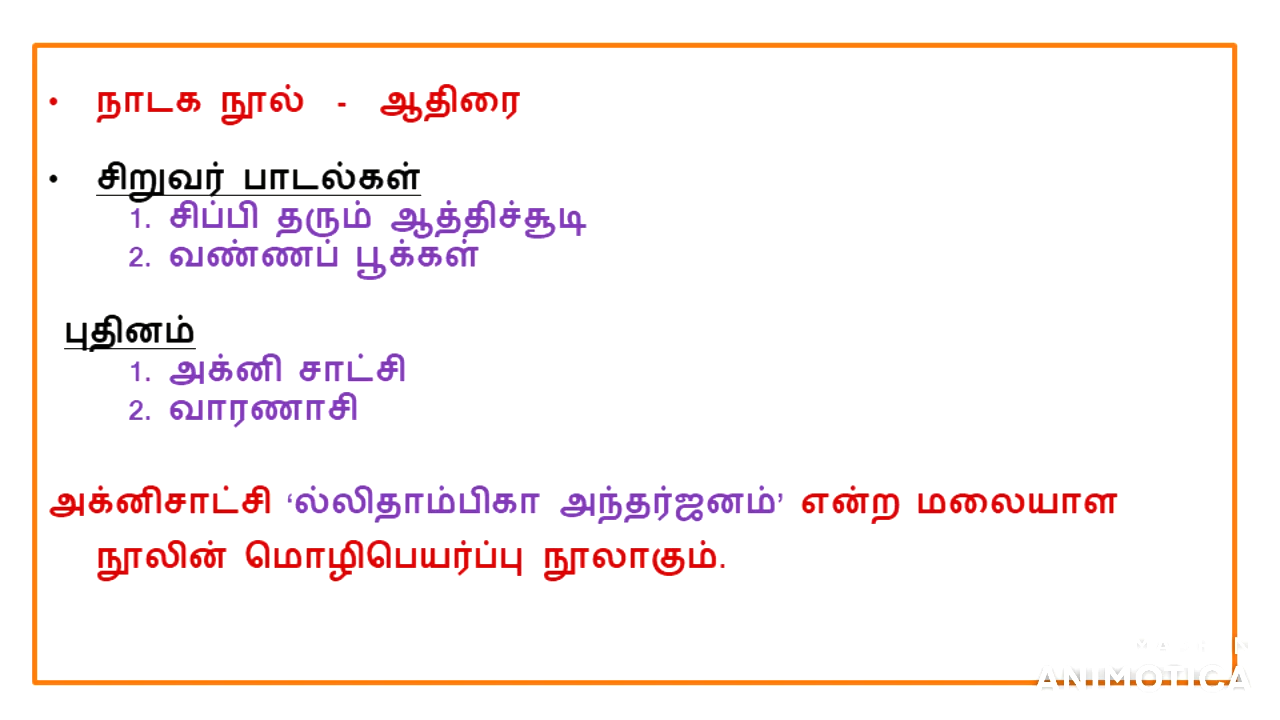 • நாடக நூல் - ஆதிரை
• சிறுவர் பாடல்கள்
1. சிப்பி தரும் ஆத்திச்சூடி
2. வண்ணப் பூக்கள்
புதினம்
1. அக்னி சாட்சி
2. வாரணாசி
அக்னிசாட்சி ‘ல்லிதாம்பிகா அந்தர்ஜனம்’ என்ற மலையாள
நூலின் மொழிபெயர்ப்பு நூலாகும்.
ANIMOTICA